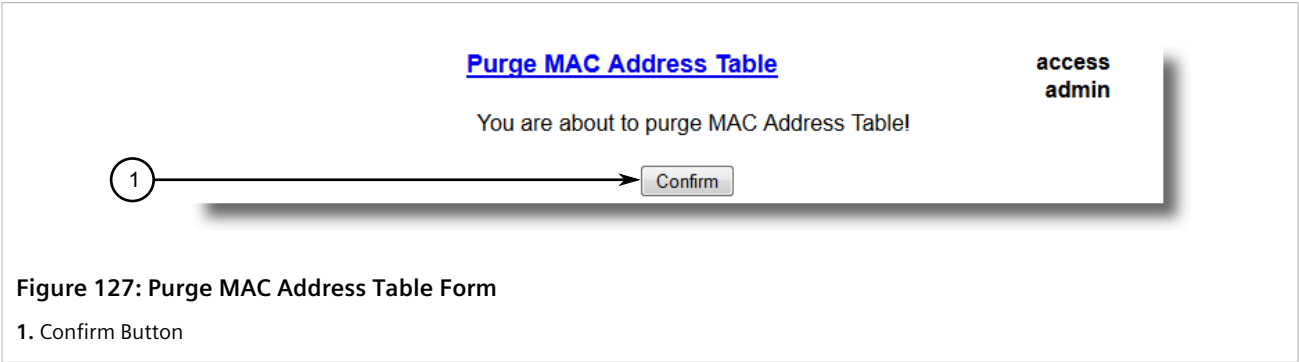 Purge MAC Address Table
access
admin
You are about to purge MAC Address Table!
1
Confirm
Figure 127: Purge MAC Address Table Form
1. Confirm Button